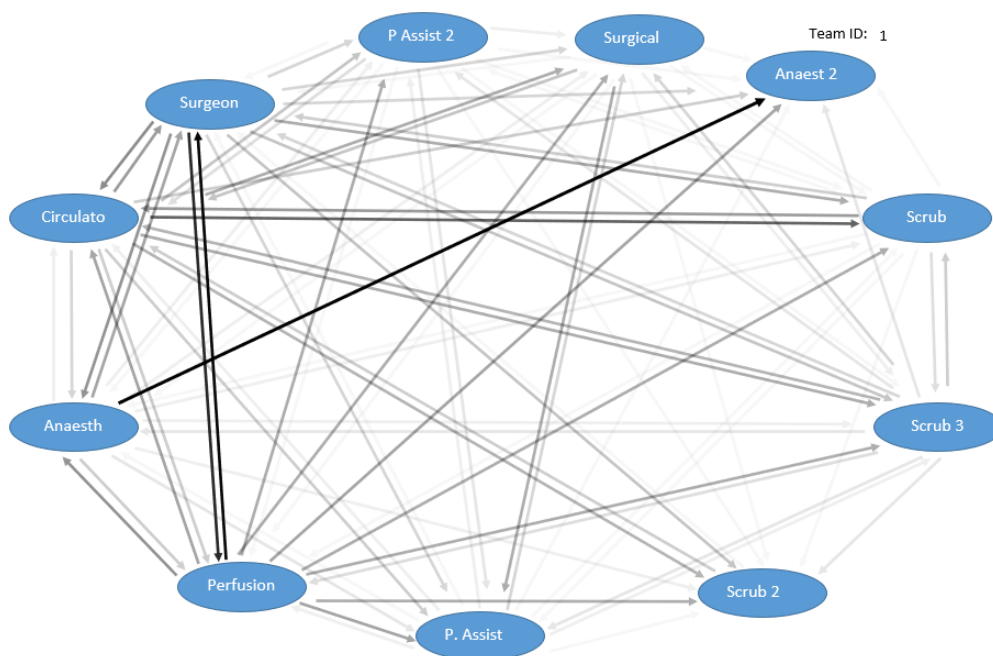 P Assist 2
Surgical
Team ID: 1
Anaest 2
Surgeon
Circulato
Scrub
Anaesth
Scrub 3
Perfusion
Scrub 2
P. Assist